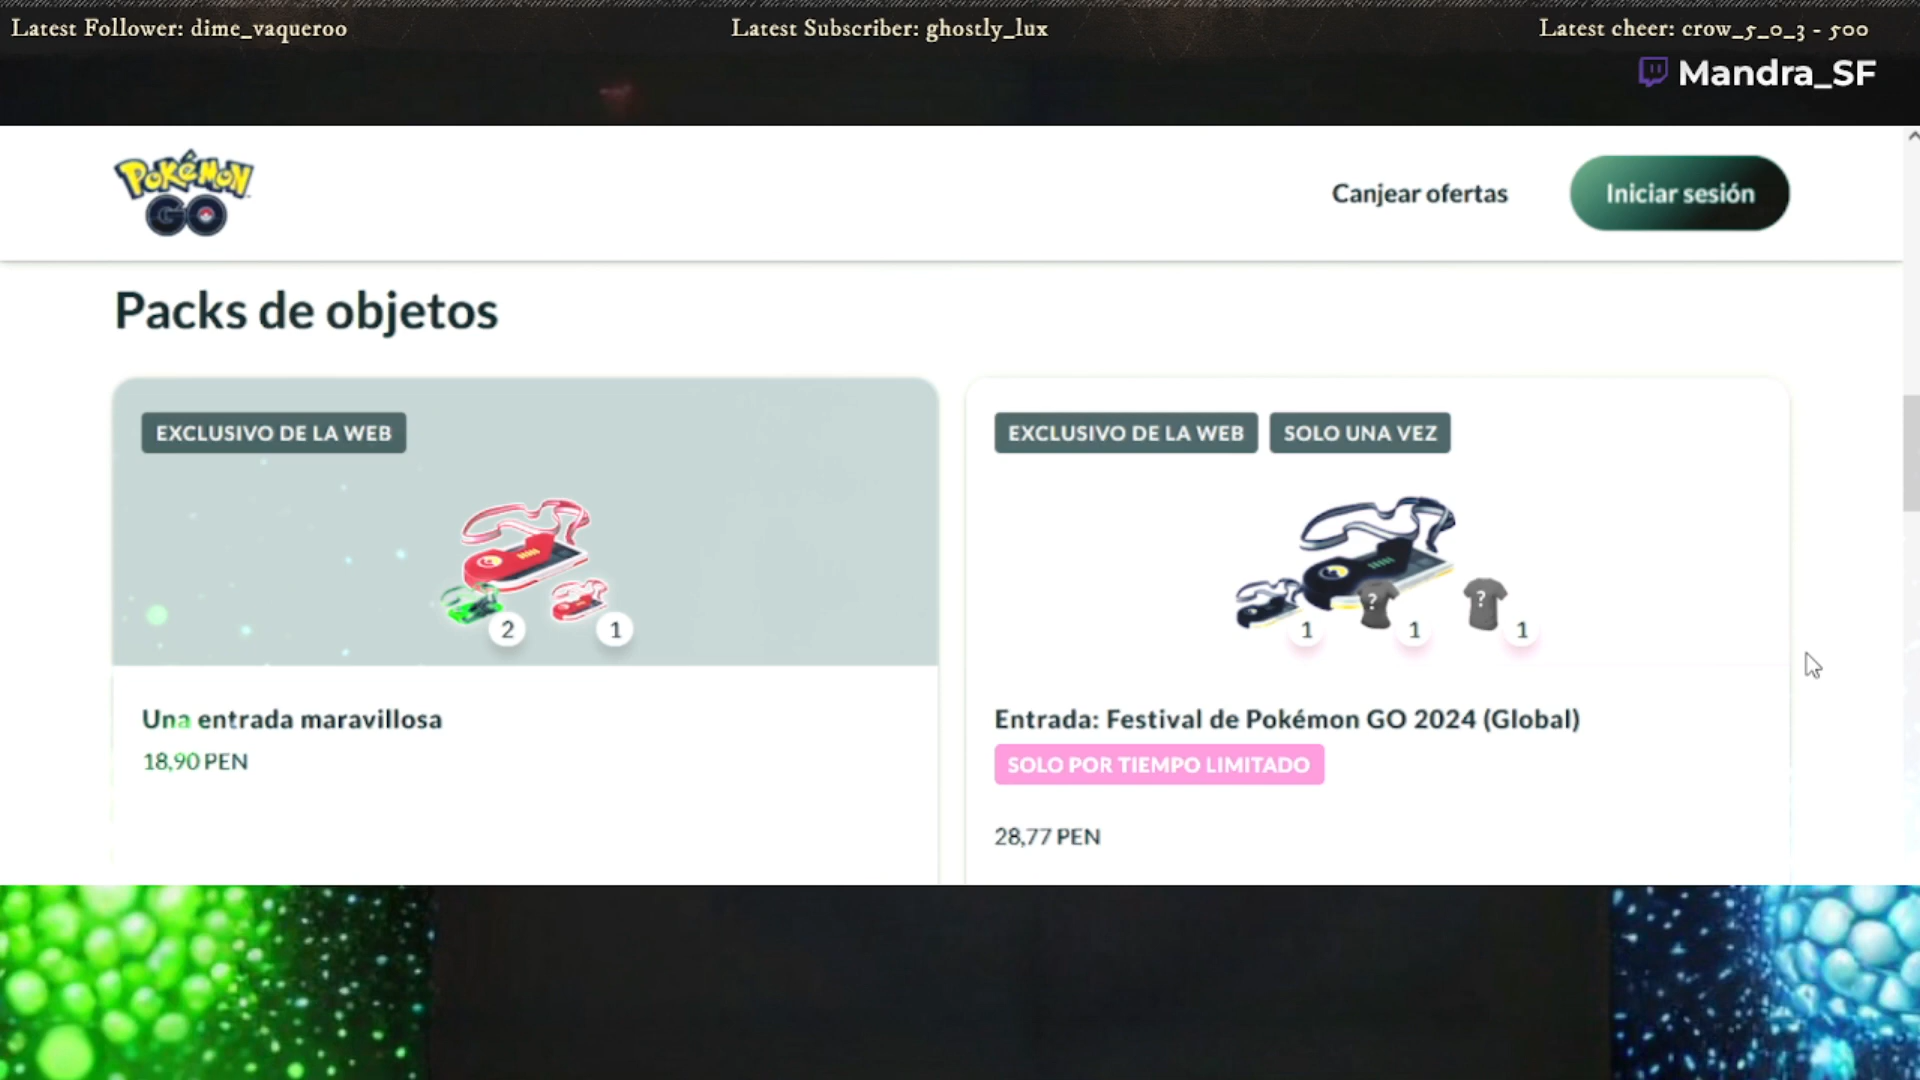 Latest Follower: dime_vaqueroo
Latest Subscriber: ghostly_lux
Latest cheer: crow_5_0_3 - 500
Mandra_SF
POKÉMON
GO
Canjear ofertas
Iniciar sesión
Packs de objetos
EXCLUSIVO DE LA WEB
2
1
Una entrada maravillosa
18,90 PEN
EXCLUSIVO DE LA WEB
SOLO UNA VEZ
?
?
1
1
1
Entrada: Festival de Pokémon GO 2024 (Global)
SOLO POR TIEMPO LIMITADO
28,77 PEN